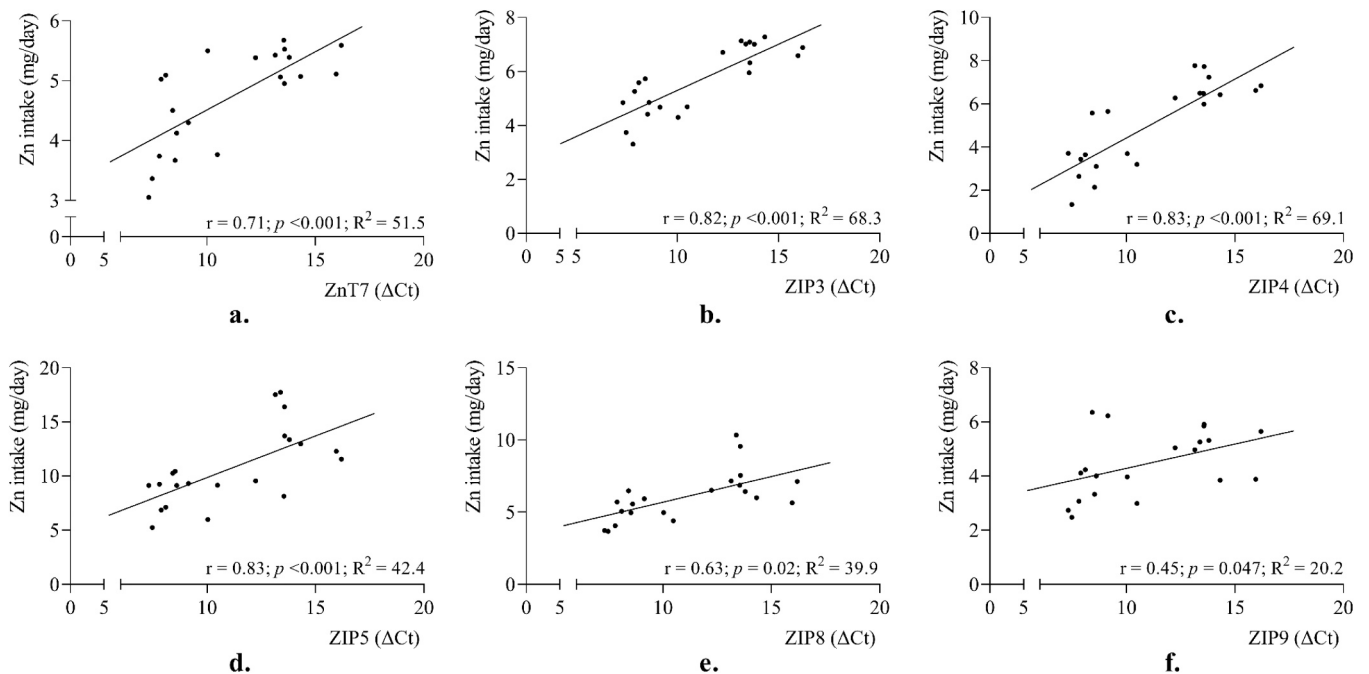 Zn intake (mg/day)
6
5
4
3
0
r = 0.71; p <0.001; R² = 51.5
0 5 10 15 20
ZnT7 (ΔCt)
a.
Zn intake (mg/day)
8
6
4
2
0
r = 0.82; p <0.001; R² = 68.3
0 5 5 10 15 20
ZIP3 (ΔCt)
b.
Zn intake (mg/day)
10
8
6
4
2
0
r = 0.83; p <0.001; R² = 69.1
0 5 10 15 20
ZIP4 (ΔCt)
c.
Zn intake (mg/day)
20
15
10
5
0
r = 0.83; p <0.001; R² = 42.4
0 5 10 15 20
ZIP5 (ΔCt)
d.
Zn intake (mg/day)
15
10
5
0
r = 0.63; p = 0.02; R² = 39.9
0 5 10 15 20
ZIP8 (ΔCt)
e.
Zn intake (mg/day)
8
6
4
2
0
r = 0.45; p = 0.047; R² = 20.2
0 5 10 15 20
ZIP9 (ΔCt)
f.